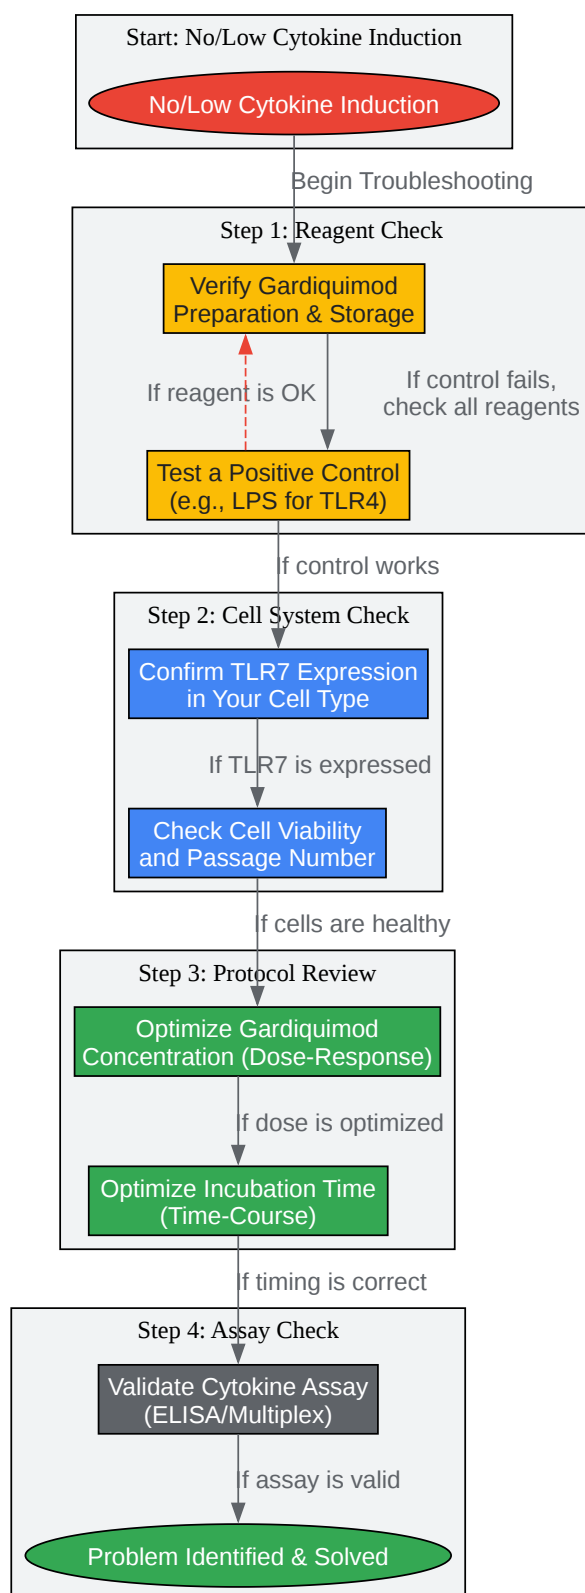 Start: No/Low Cytokine Induction
No/Low Cytokine Induction
Begin Troubleshooting
Step 1: Reagent Check
Verify Gardiquimod
Preparation & Storage
If reagent is OK
If control fails,
check all reagents
Test a Positive Control
(e.g., LPS for TLR4)
If control works
Step 2: Cell System Check
Confirm TLR7 Expression
in Your Cell Type
If TLR7 is expressed
Check Cell Viability
and Passage Number
If cells are healthy
Step 3: Protocol Review
Optimize Gardiquimod
Concentration (Dose-Response)
If dose is optimized
Optimize Incubation Time
(Time-Course)
If timing is correct
Step 4: Assay Check
Validate Cytokine Assay
(ELISA/Multiplex)
If assay is valid
Problem Identified & Solved